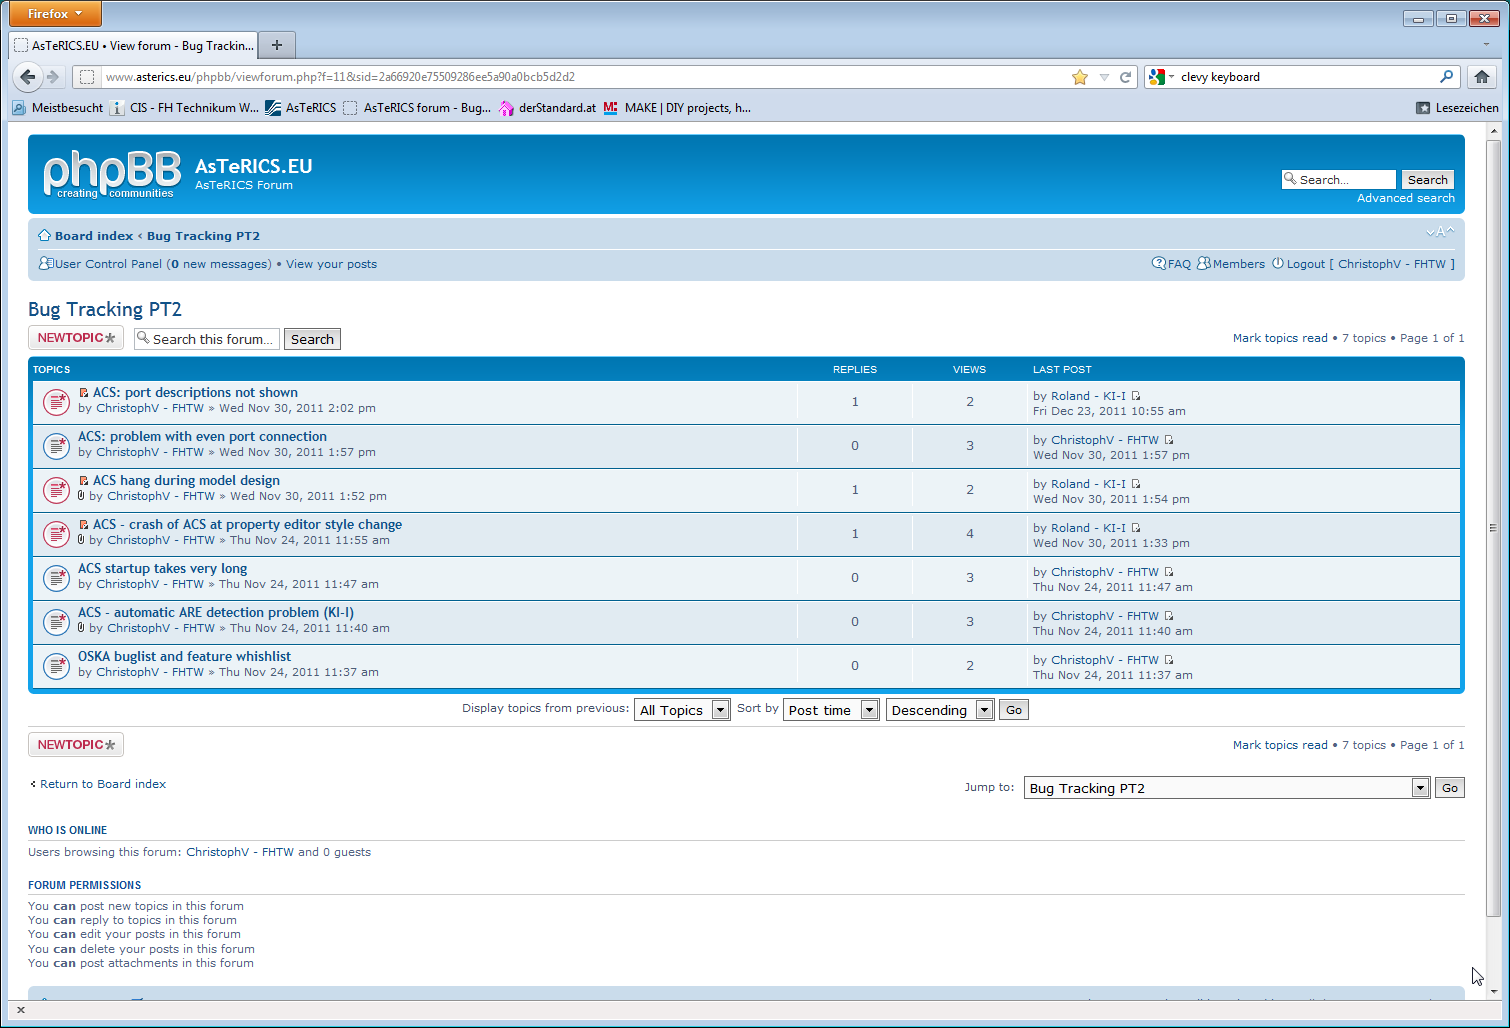 Firefox
AsTeRICS.EU • View forum - Bug Trackin...
www.asterics.eu/phpbb/viewforum.php?f=11&sid=2a66920e75509286ee5a90a0bcb5d2d2
clevy keyboard
Meistbesucht CIS - FH Technikum W... AsTeRICS AsTeRICS forum - Bug... derStandard.at M: MAKE | DIY projects, h... Lesezeichen
phpBB
creating communities
AsTeRICS.EU
AsTeRICS Forum
Search... Search
Advanced search
Board index ‹ Bug Tracking PT2
A
User Control Panel (0 new messages) • View your posts
FAQ Members Logout [ ChristophV - FHTW ]
Bug Tracking PT2
NEWTOPIC* Search this forum... Search
Mark topics read • 7 topics • Page 1 of 1
TOPICS REPLIES VIEWS LAST POST
ACS: port descriptions not shown
by ChristophV - FHTW » Wed Nov 30, 2011 2:02 pm
1 2
by Roland - KI-I
Fri Dec 23, 2011 10:55 am
ACS: problem with even port connection
by ChristophV - FHTW » Wed Nov 30, 2011 1:57 pm
0 3
by ChristophV - FHTW
Wed Nov 30, 2011 1:57 pm
ACS hang during model design
by ChristophV - FHTW » Wed Nov 30, 2011 1:52 pm
1 2
by Roland - KI-I
Wed Nov 30, 2011 1:54 pm
ACS - crash of ACS at property editor style change
by ChristophV - FHTW » Thu Nov 24, 2011 11:55 am
1 4
by Roland - KI-I
Wed Nov 30, 2011 1:33 pm
ACS startup takes very long
by ChristophV - FHTW » Thu Nov 24, 2011 11:47 am
0 3
by ChristophV - FHTW
Thu Nov 24, 2011 11:47 am
ACS - automatic ARE detection problem (KI-I)
by ChristophV - FHTW » Thu Nov 24, 2011 11:40 am
0 3
by ChristophV - FHTW
Thu Nov 24, 2011 11:40 am
OSKA buglist and feature whishlist
by ChristophV - FHTW » Thu Nov 24, 2011 11:37 am
0 2
by ChristophV - FHTW
Thu Nov 24, 2011 11:37 am
Display topics from previous: All Topics Sort by Post time Descending Go
NEWTOPIC*
Mark topics read • 7 topics • Page 1 of 1
Return to Board index
Jump to: Bug Tracking PT2 Go
WHO IS ONLINE
Users browsing this forum: ChristophV - FHTW and 0 guests
FORUM PERMISSIONS
You can post new topics in this forum
You can reply to topics in this forum
You can edit your posts in this forum
You can delete your posts in this forum
You can post attachments in this forum